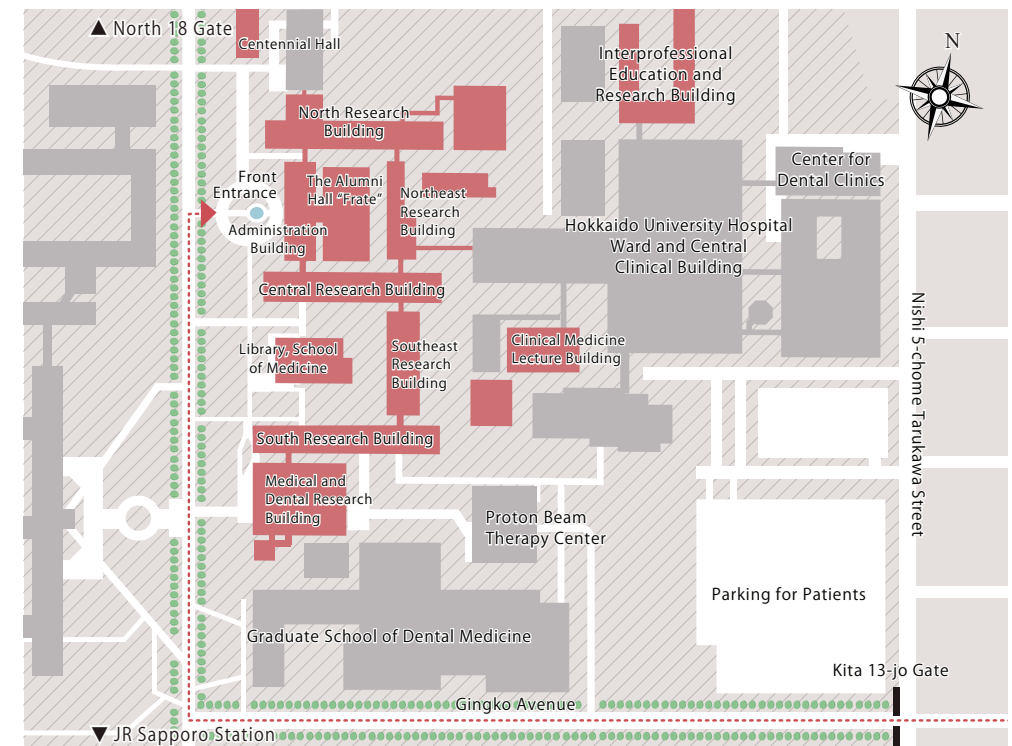 ▲ North 18 Gate
Centennial Hall
Interprofessional
Education and
Research Building
N
North Research
Building
Center for
Dental Clinics
Front
Entrance
The Alumni
Hall "Frate"
Northeast
Research
Building
Administration
Building
Hokkaido University Hospital
Ward and Central
Clinical Building
Central Research Building
Nishi 5-chome Tarukawa Street
Library, School
of Medicine
Southeast
Research
Building
Clinical Medicine
Lecture Building
South Research Building
Medical and
Dental Research
Building
Proton Beam
Therapy Center
Parking for Patients
Graduate School of Dental Medicine
Kita 13-jo Gate
Gingko Avenue
▼ JR Sapporo Station